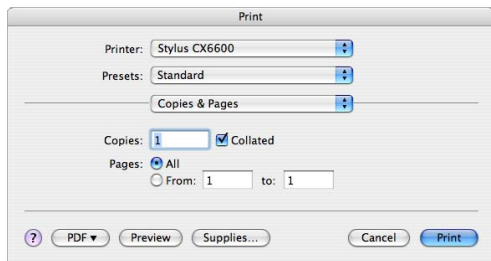 Print
Printer: Stylus CX6600
Presets: Standard
Copies & Pages
Copies: 1 Collated
Pages: All
From: 1 to: 1
? PDF▼ Preview Supplies... Cancel Print